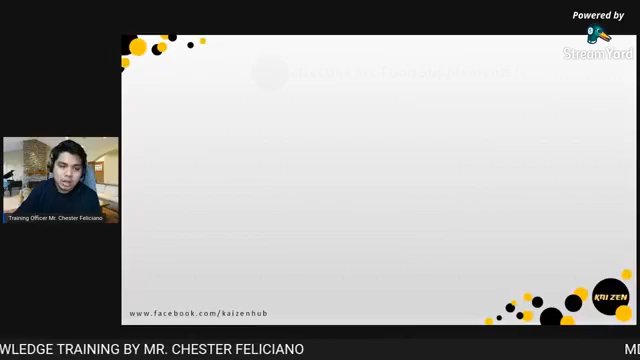 Powered by
StreamYard
Training Officer Mr. Chester Feliciano
KAIZEN
www.facebook.com/kaizenhub
WLEDGE TRAINING BY MR. CHESTER FELICIANO